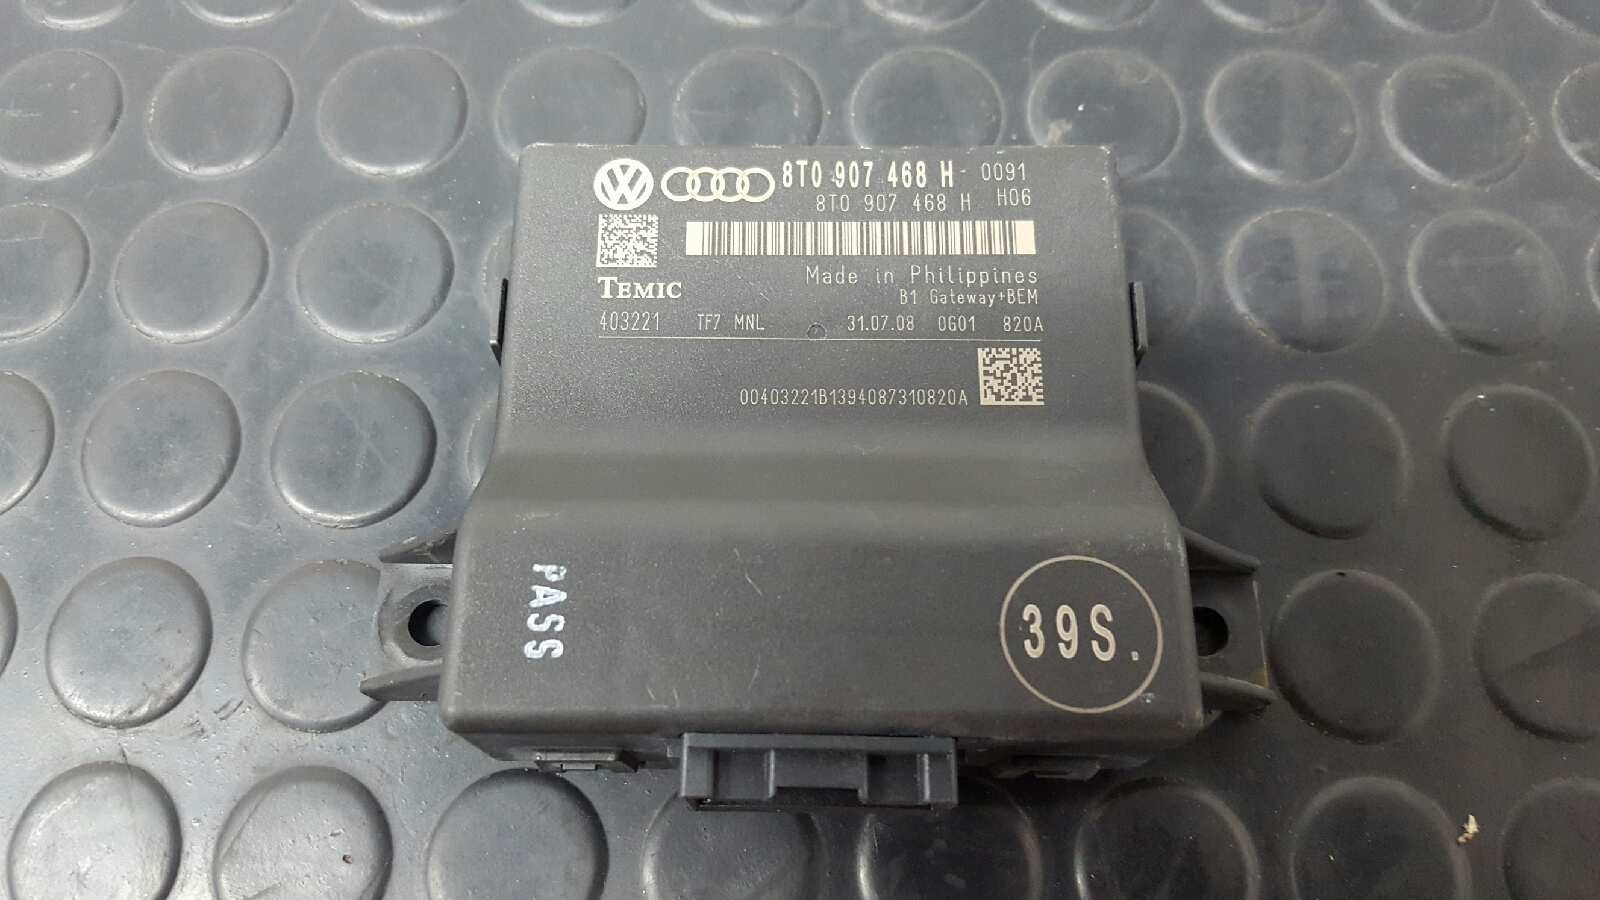 8T0 907 468 H 0091
8T0 907 468 H H06
Made in Philippines
TEMIC
B1 Gateway+BEM
403221 TF7 MNL 31.07.08 0G01 820A
00403221B1394087310820A
PASS
39S.